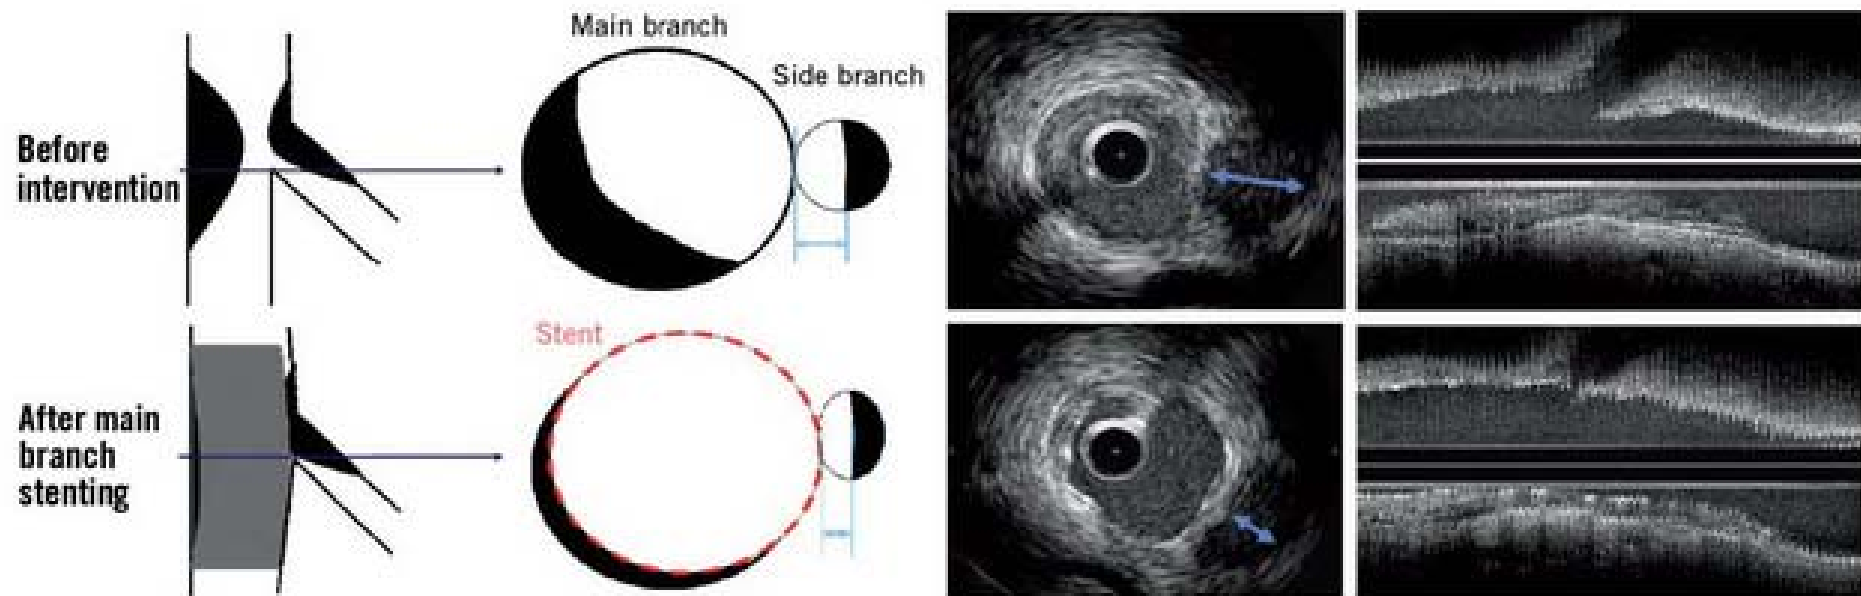 Main branch
Side branch
Before
intervention
Stent
After main
branch
stenting